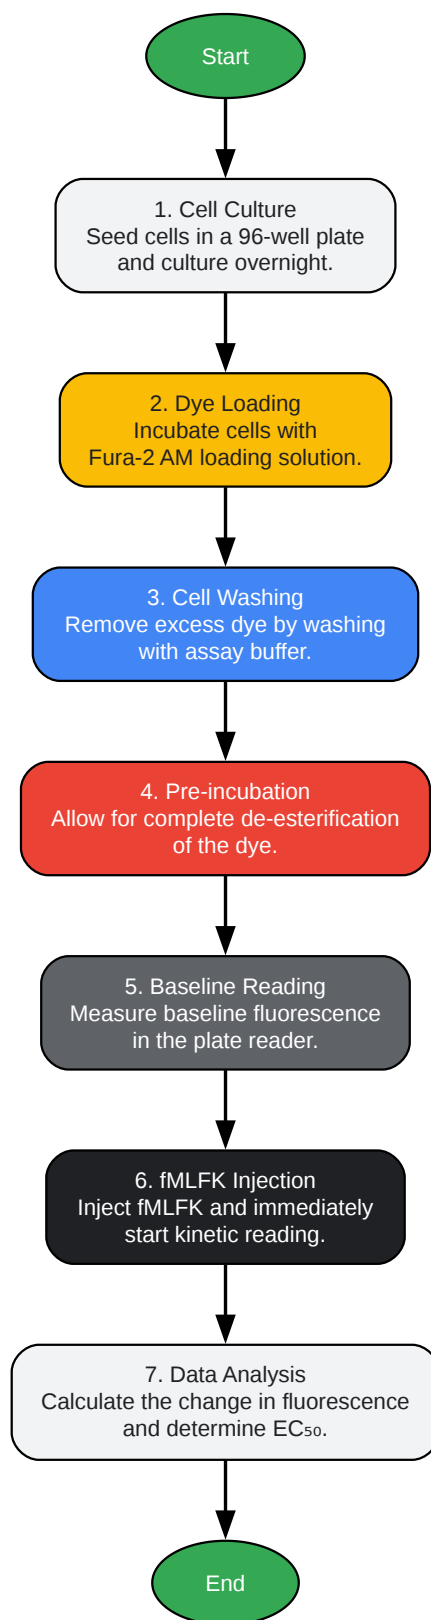 Start
1. Cell Culture
Seed cells in a 96-well plate
and culture overnight.
2. Dye Loading
Incubate cells with
Fura-2 AM loading solution.
3. Cell Washing
Remove excess dye by washing
with assay buffer.
4. Pre-incubation
Allow for complete de-esterification
of the dye.
5. Baseline Reading
Measure baseline fluorescence
in the plate reader.
6. fMLFK Injection
Inject fMLFK and immediately
start kinetic reading.
7. Data Analysis
Calculate the change in fluorescence
and determine EC₅₀.
End